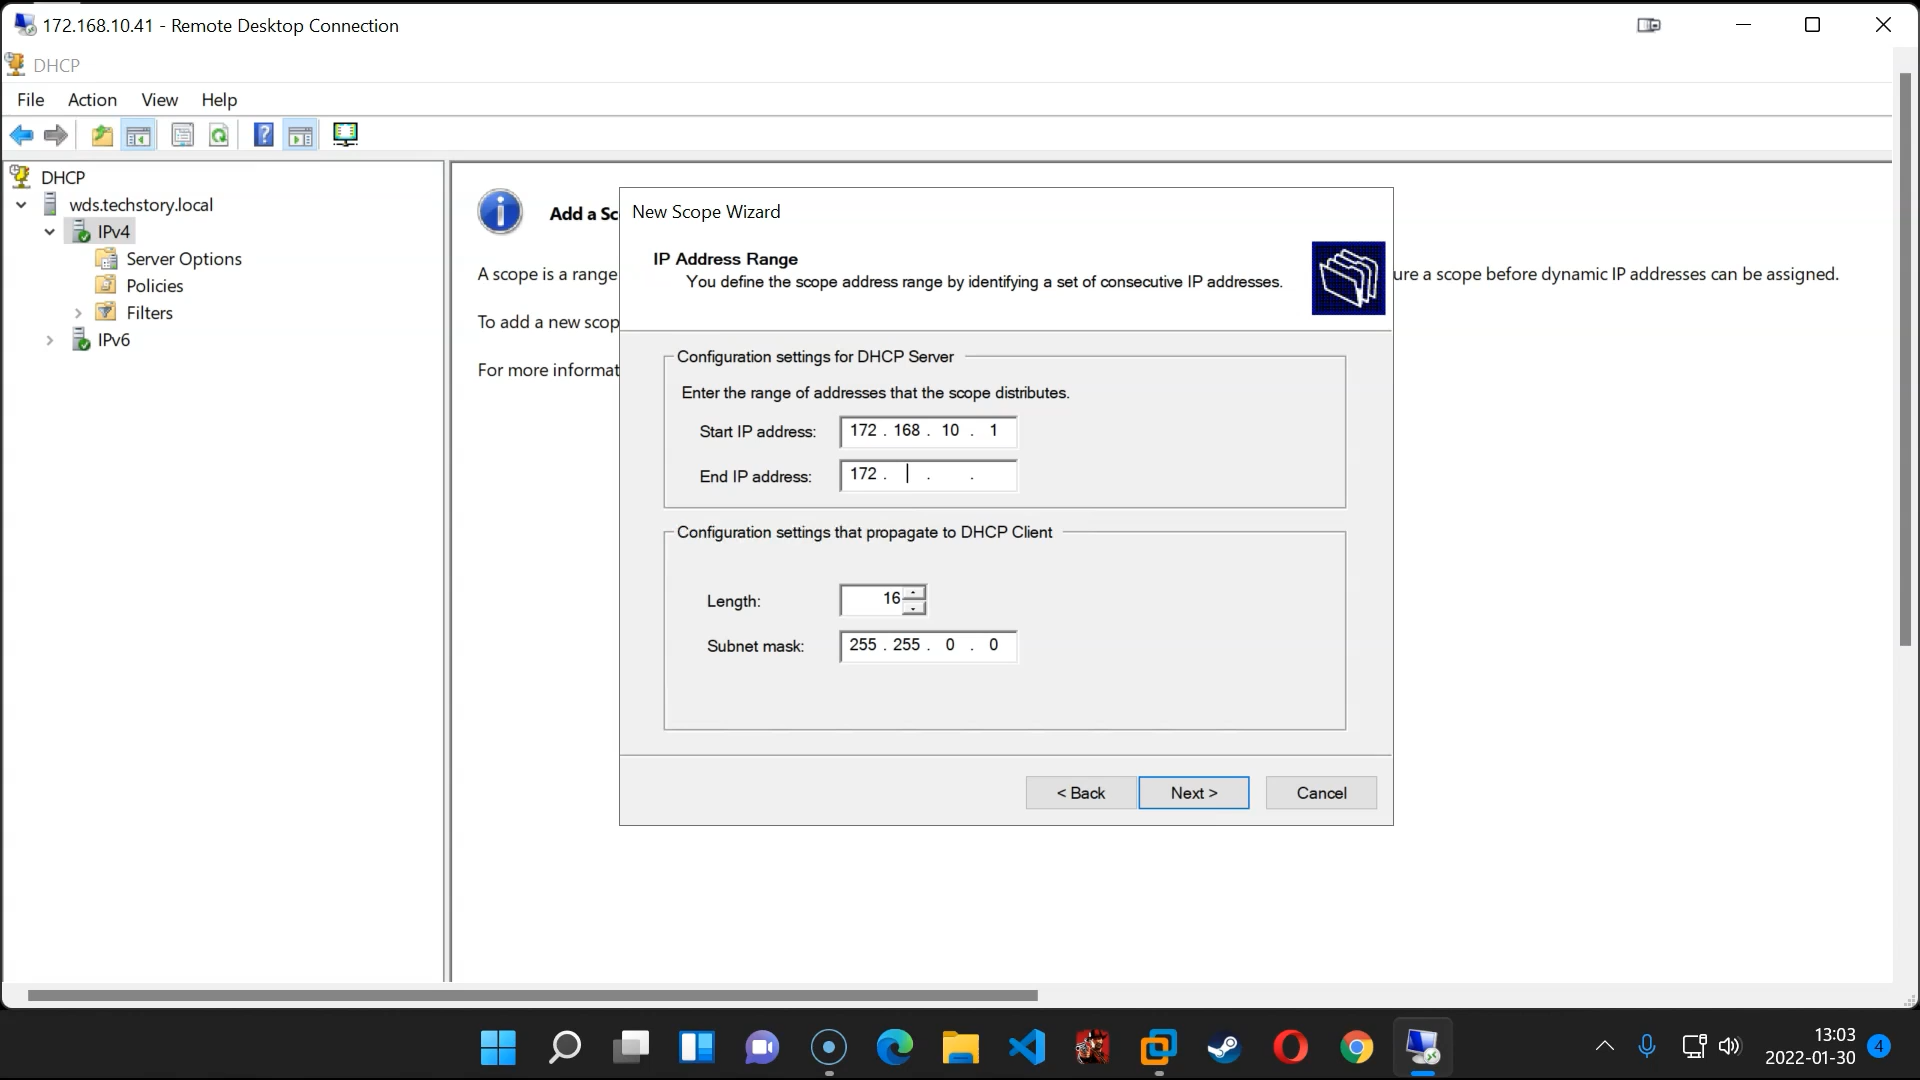 172.168.10.41 - Remote Desktop Connection
DHCP
File Action View Help
DHCP
wds.techstory.local
IPv4
Server Options
Policies
Filters
IPv6
Add a Sc
A scope is a range
ure a scope before dynamic IP addresses can be assigned.
To add a new scop
For more informat
New Scope Wizard
IP Address Range
You define the scope address range by identifying a set of consecutive IP addresses.
Configuration settings for DHCP Server
Enter the range of addresses that the scope distributes.
Start IP address: 172 . 168 . 10 . 1
End IP address: 172 . . .
Configuration settings that propagate to DHCP Client
Length: 16
Subnet mask: 255 . 255 . 0 . 0
< Back Next > Cancel
13:03
2022-01-30
4